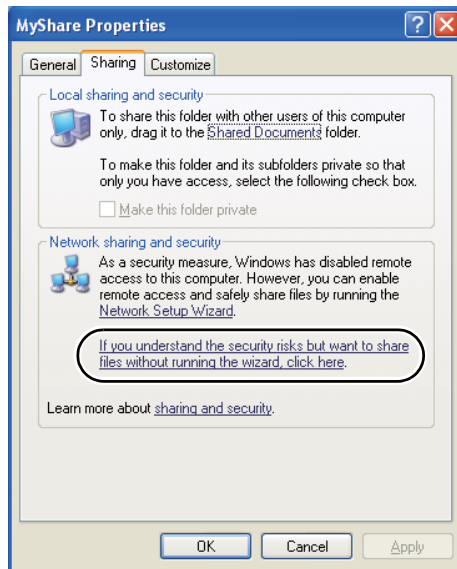 MyShare Properties
General Sharing Customize
Local sharing and security
To share this folder with other users of this computer
only, drag it to the Shared Documents folder.
To make this folder and its subfolders private so that
only you have access, select the following check box.
Make this folder private
Network sharing and security
As a security measure, Windows has disabled remote
access to this computer. However, you can enable
remote access and safely share files by running the
Network Setup Wizard.
If you understand the security risks but want to share
files without running the wizard, click here.
Learn more about sharing and security.
OK Cancel Apply